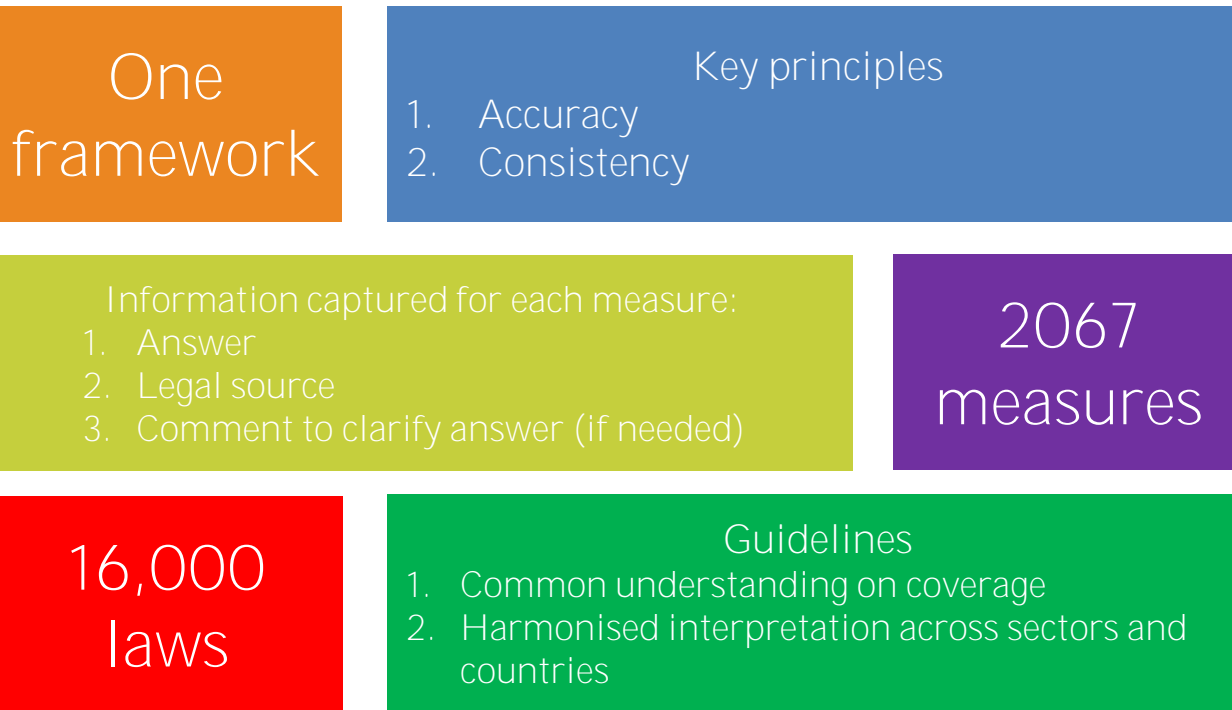 One
framework
Key principles
1. Accuracy
2. Consistency
Information captured for each measure:
1. Answer
2. Legal source
3. Comment to clarify answer (if needed)
2067
measures
16,000
laws
Guidelines
1. Common understanding on coverage
2. Harmonised interpretation across sectors and
countries